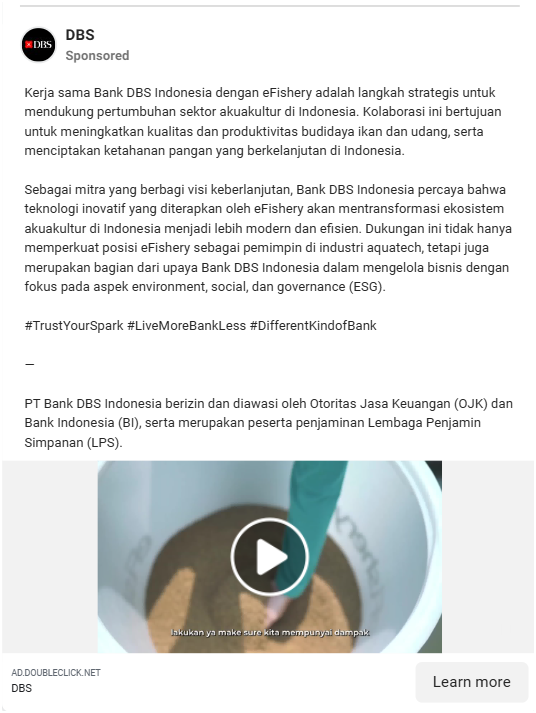 DBS
DBS
Sponsored
Kerja sama Bank DBS Indonesia dengan eFishery adalah langkah strategis untuk
mendukung pertumbuhan sektor akuakultur di Indonesia. Kolaborasi ini bertujuan
untuk meningkatkan kualitas dan produktivitas budidaya ikan dan udang, serta
menciptakan ketahanan pangan yang berkelanjutan di Indonesia.
Sebagai mitra yang berbagi visi keberlanjutan, Bank DBS Indonesia percaya bahwa
teknologi inovatif yang diterapkan oleh eFishery akan mentransformasi ekosistem
akuakultur di Indonesia menjadi lebih modern dan efisien. Dukungan ini tidak hanya
memperkuat posisi eFishery sebagai pemimpin di industri aquatech, tetapi juga
merupakan bagian dari upaya Bank DBS Indonesia dalam mengelola bisnis dengan
fokus pada aspek environment, social, dan governance (ESG).
#TrustYourSpark #LiveMoreBankLess #DifferentKindofBank
—
PT Bank DBS Indonesia berizin dan diawasi oleh Otoritas Jasa Keuangan (OJK) dan
Bank Indonesia (BI), serta merupakan peserta penjaminan Lembaga Penjamin
Simpanan (LPS).
lakukan ya make sure kita mempunyai dampak
AD.DOUBLECLICK.NET
DBS
Learn more